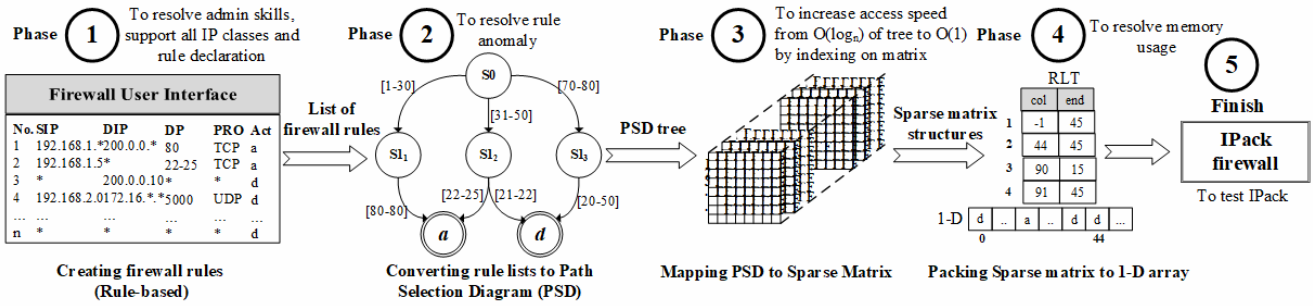 Phase 1
To resolve admin skills,
support all IP classes and
rule declaration
Firewall User Interface
No. SIP DIP DP PRO Act
1 192.168.1.* 200.0.0.* 80 TCP a
2 192.168.1.5 * 22-25 TCP a
3 * 200.0.0.10 * * d
4 192.168.2.0 172.16.*.* 5000 UDP d
... ... ... ... ... ...
n * * * * d
Creating firewall rules
(Rule-based)
List of
firewall rules
Phase 2
To resolve rule
anomaly
S0
[1-30]
[31-50]
[70-80]
S1₁
S1₂
S1₃
[80-80]
[22-25]
[21-22]
[20-50]
a
d
Converting rule lists to Path
Selection Diagram (PSD)
PSD tree
Phase 3
To increase access speed
from O(logₙ) of tree to O(1)
by indexing on matrix
Mapping PSD to Sparse Matrix
Sparse matrix
structures
Phase 4
To resolve memory
usage
RLT
col end
1 -1 45
2 44 45
3 90 15
4 91 45
1-D d .. a .. d d ...
0 44
Packing Sparse matrix to 1-D array
5
Finish
IPack
firewall
To test IPack